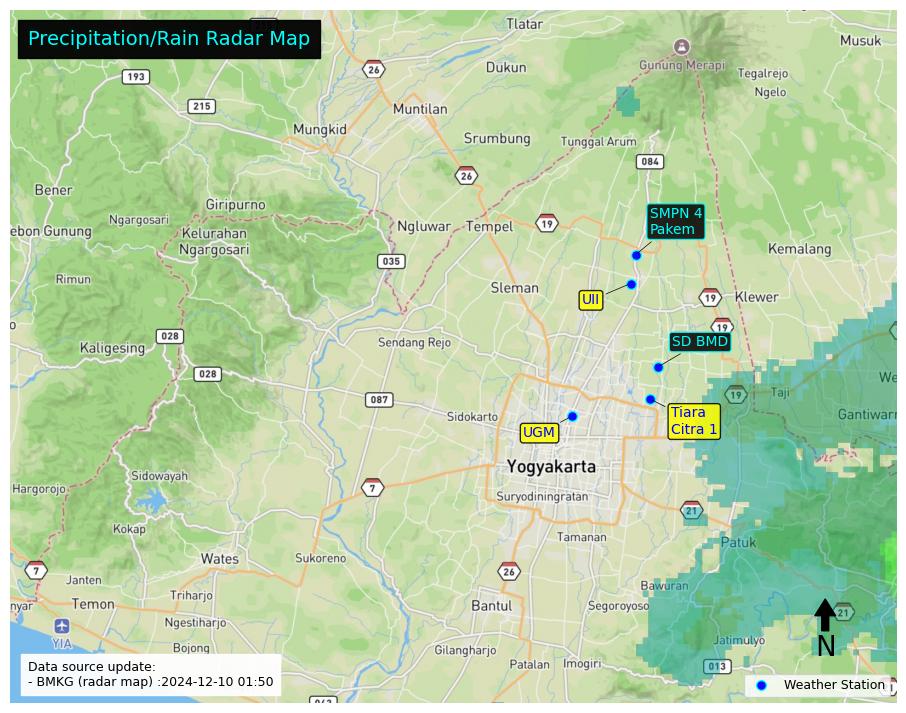 Precipitation/Rain Radar Map
Tlatar
Musuk
26
193
Dukun
Gunung Merapi
Tegalrejo
Ngelo
215
Muntilan
Mungkid
Srumbung
Tunggal Arum
084
26
Bener
Giripurno
Ngargosari
Ngluwar
Tempel
19
SMPN 4
Pakem
ebon Gunung
Kelurahan
Ngargosari
Kemalang
035
Rimun
Sleman
UII
19
Klewer
19
028
Sendang Rejo
SD BMD
Kaligesing
028
087
We
19
Taji
Sidokarto
Tiara
Citra 1
Gantiwarn
UGM
Yogyakarta
Sidowayah
Hargorojo
7
Suryodiningratan
21
Kokap
Tamanan
Patuk
Wates
Sukoreno
7
Janten
26
Bawuran
Triharjo
nyar
Temon
Bantul
Segoroyoso
21
Ngestiharjo
YIA
N
Bojong
Gilangharjo
Jatimulyo
Patalan
Imogiri
013
Data source update:
- BMKG (radar map) :2024-12-10 01:50
Weather Station